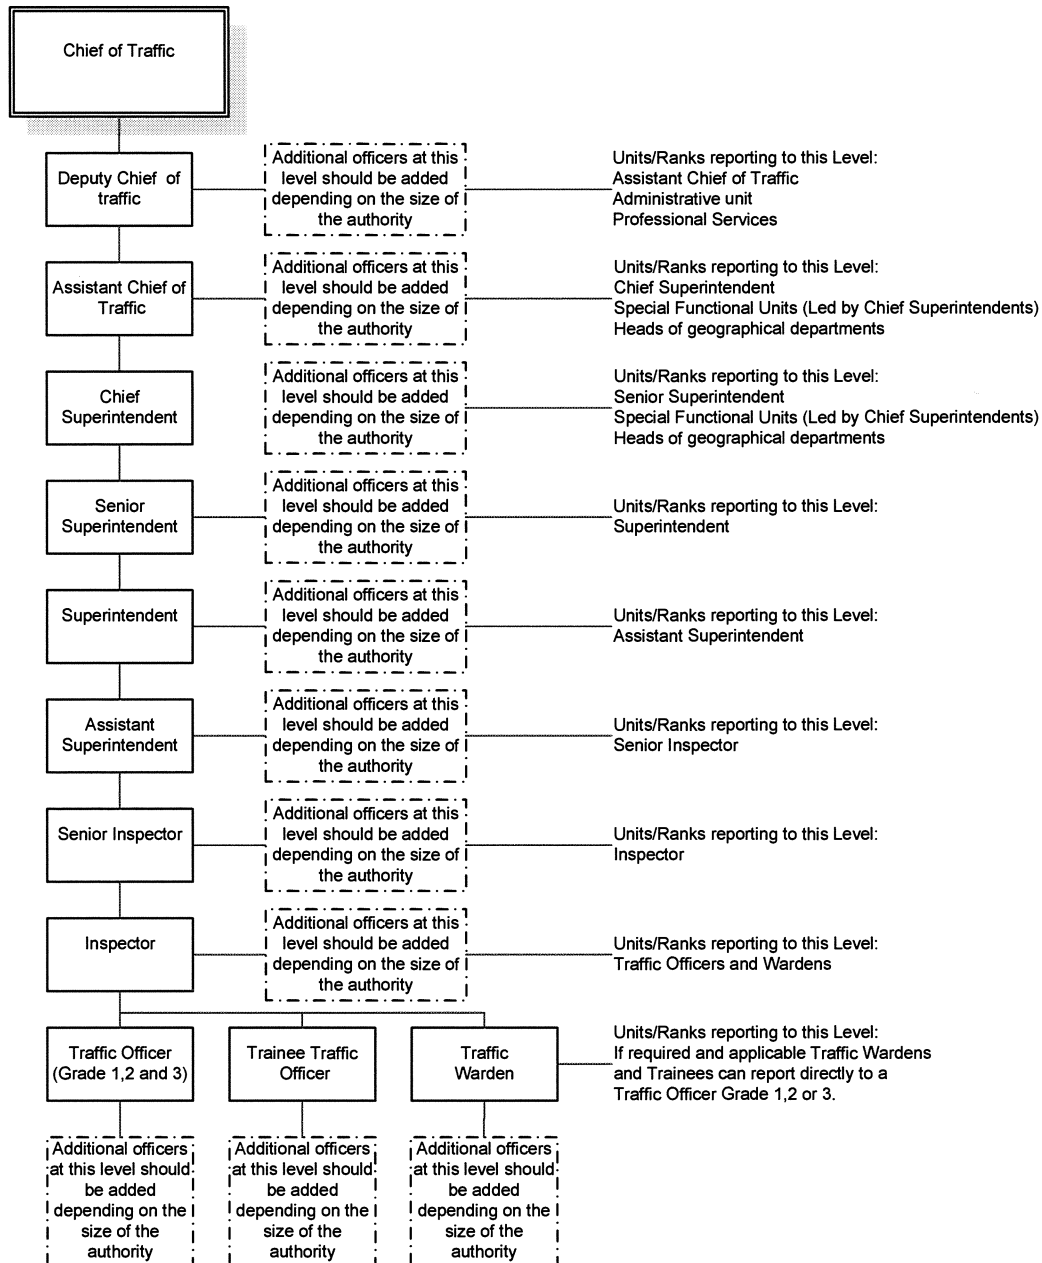 Chief of Traffic
Deputy Chief of
traffic
Additional officers at this
level should be added
depending on the size of
the authority
Units/Ranks reporting to this Level:
Assistant Chief of Traffic
Administrative unit
Professional Services
Assistant Chief of
Traffic
Additional officers at this
level should be added
depending on the size of
the authority
Units/Ranks reporting to this Level:
Chief Superintendent
Special Functional Units (Led by Chief Superintendents)
Heads of geographical departments
Chief
Superintendent
Additional officers at this
level should be added
depending on the size of
the authority
Units/Ranks reporting to this Level:
Senior Superintendent
Special Functional Units (Led by Chief Superintendents)
Heads of geographical departments
Senior
Superintendent
Additional officers at this
level should be added
depending on the size of
the authority
Units/Ranks reporting to this Level:
Superintendent
Superintendent
Additional officers at this
level should be added
depending on the size of
the authority
Units/Ranks reporting to this Level:
Assistant Superintendent
Assistant
Superintendent
Additional officers at this
level should be added
depending on the size of
the authority
Units/Ranks reporting to this Level:
Senior Inspector
Senior Inspector
Additional officers at this
level should be added
depending on the size of
the authority
Units/Ranks reporting to this Level:
Inspector
Inspector
Additional officers at this
level should be added
depending on the size of
the authority
Units/Ranks reporting to this Level:
Traffic Officers and Wardens
Traffic Officer
(Grade 1,2 and 3)
Trainee Traffic
Officer
Traffic
Warden
Units/Ranks reporting to this Level:
If required and applicable Traffic Wardens
and Trainees can report directly to a
Traffic Officer Grade 1,2 or 3.
Additional officers
at this level should
be added
depending on the
size of the
authority
Additional officers
at this level should
be added
depending on the
size of the
authority
Additional officers
at this level should
be added
depending on the
size of the
authority